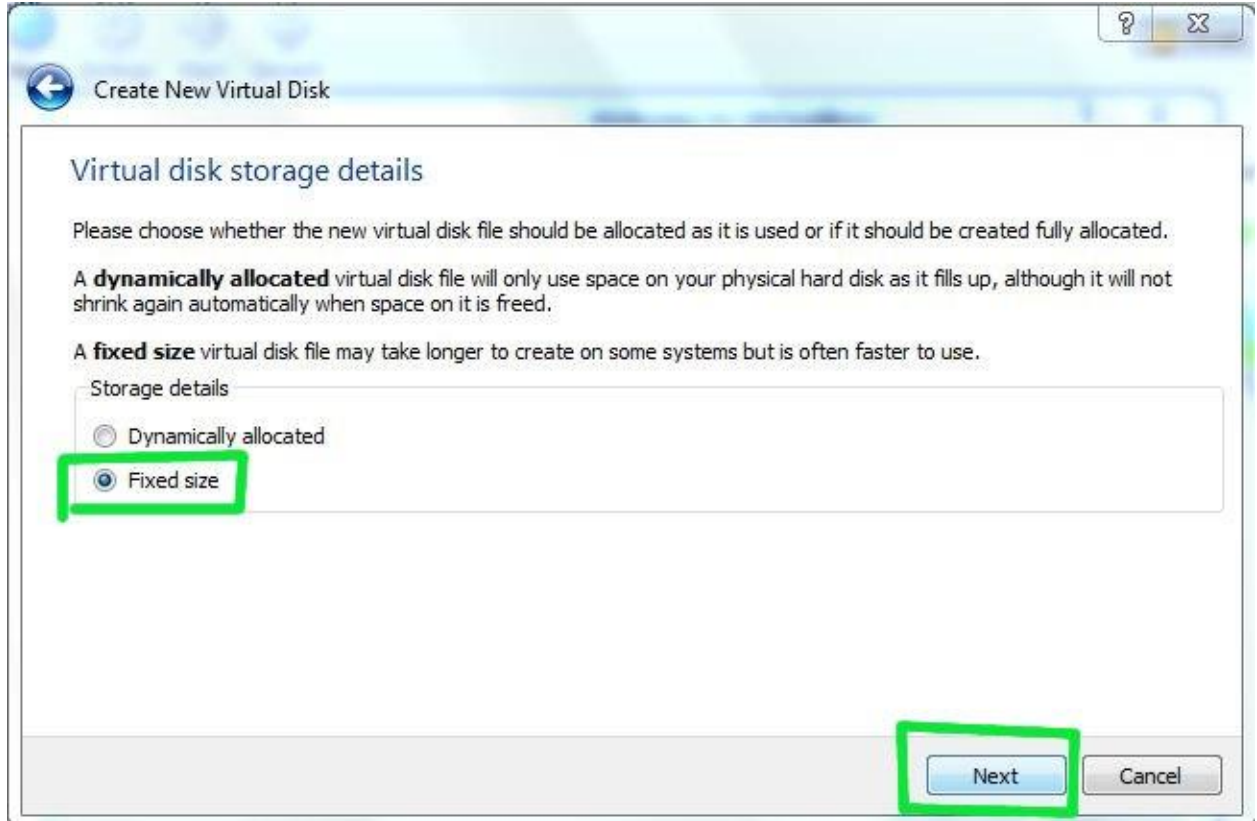 Create New Virtual Disk
Virtual disk storage details
Please choose whether the new virtual disk file should be allocated as it is used or if it should be created fully allocated.
A dynamically allocated virtual disk file will only use space on your physical hard disk as it fills up, although it will not
shrink again automatically when space on it is freed.
A fixed size virtual disk file may take longer to create on some systems but is often faster to use.
Storage details
Dynamically allocated
Fixed size
Next Cancel